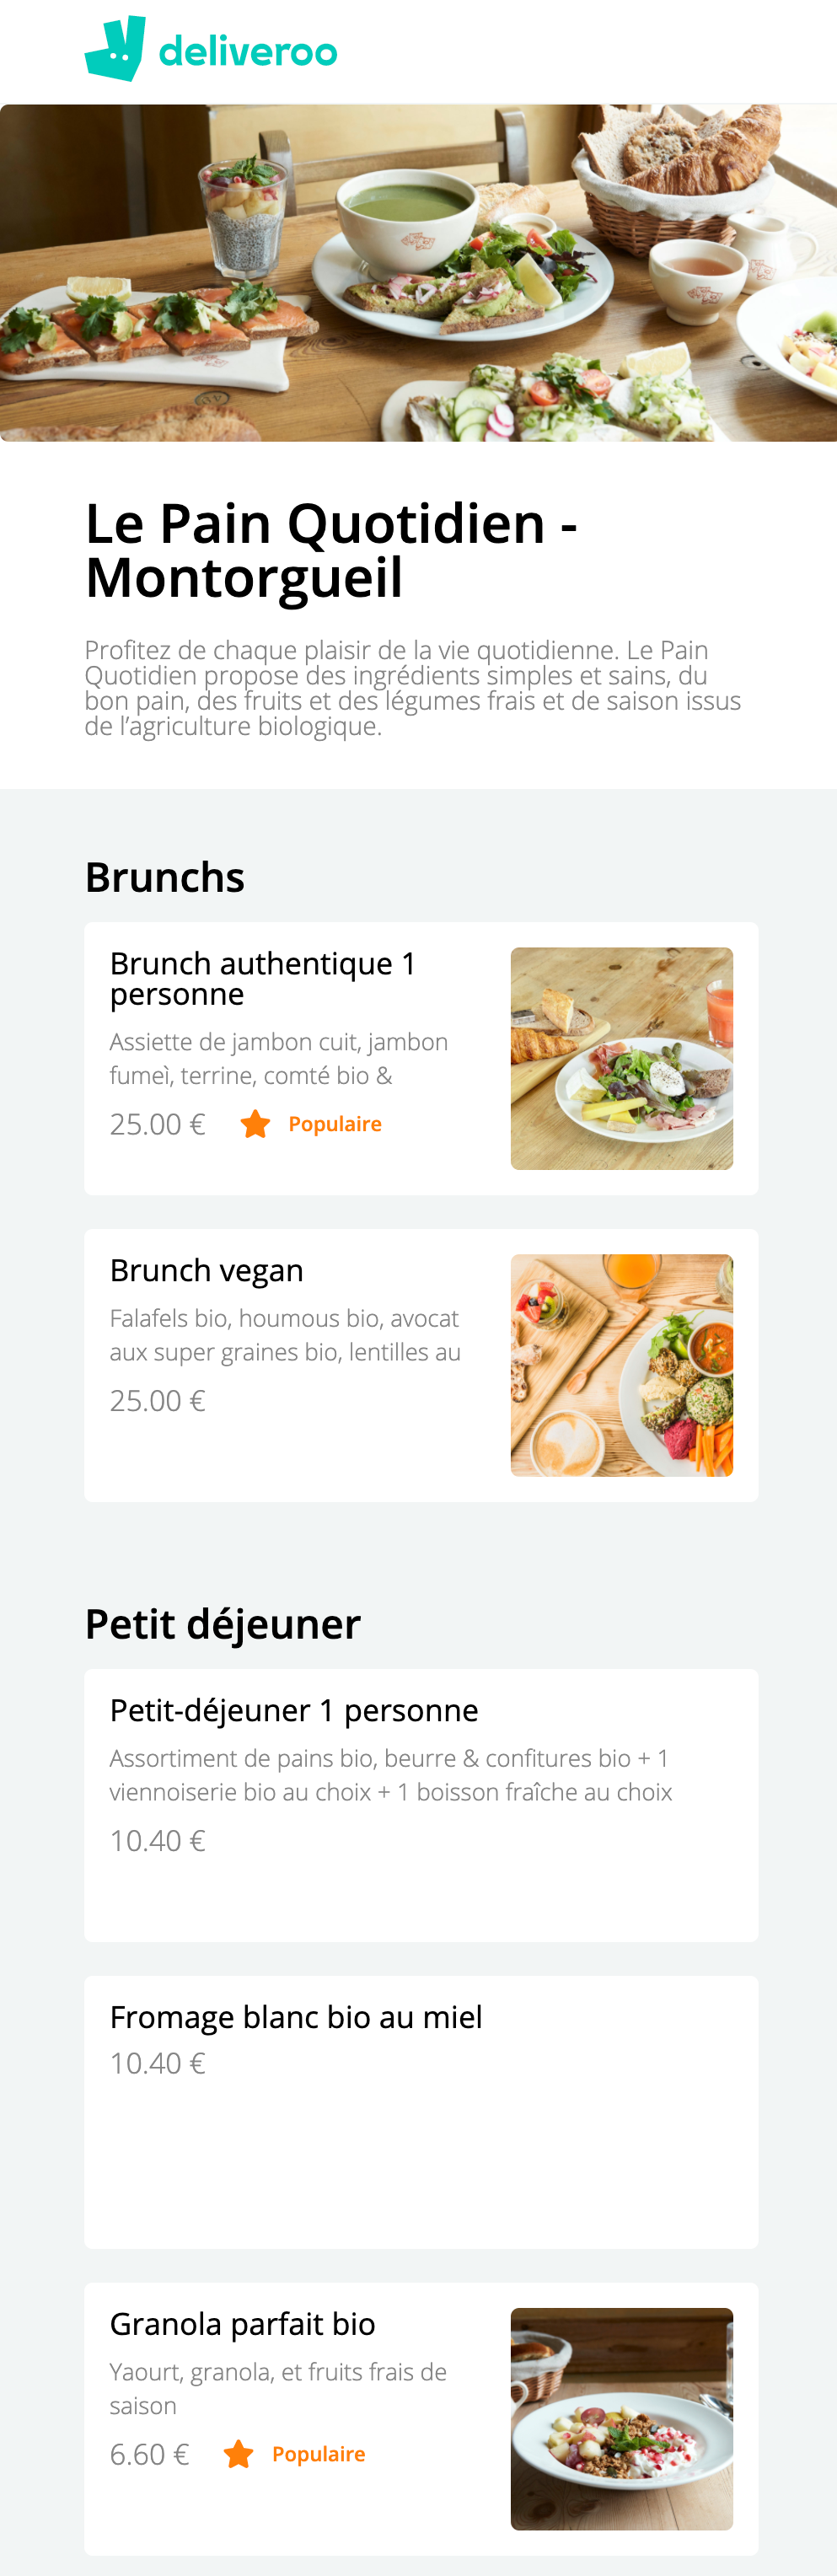 deliveroo
Le Pain Quotidien -
Montorgueil
Profitez de chaque plaisir de la vie quotidienne. Le Pain
Quotidien propose des ingrédients simples et sains, du
bon pain, des fruits et des légumes frais et de saison issus
de l’agriculture biologique.
Brunchs
Brunch authentique 1
personne
Assiette de jambon cuit, jambon
fumeì, terrine, comté bio &
25.00 €
Populaire
Brunch vegan
Falafels bio, houmous bio, avocat
aux super graines bio, lentilles au
25.00 €
Petit déjeuner
Petit-déjeuner 1 personne
Assortiment de pains bio, beurre & confitures bio + 1
viennoiserie bio au choix + 1 boisson fraîche au choix
10.40 €
Fromage blanc bio au miel
10.40 €
Granola parfait bio
Yaourt, granola, et fruits frais de
saison
6.60 €
Populaire